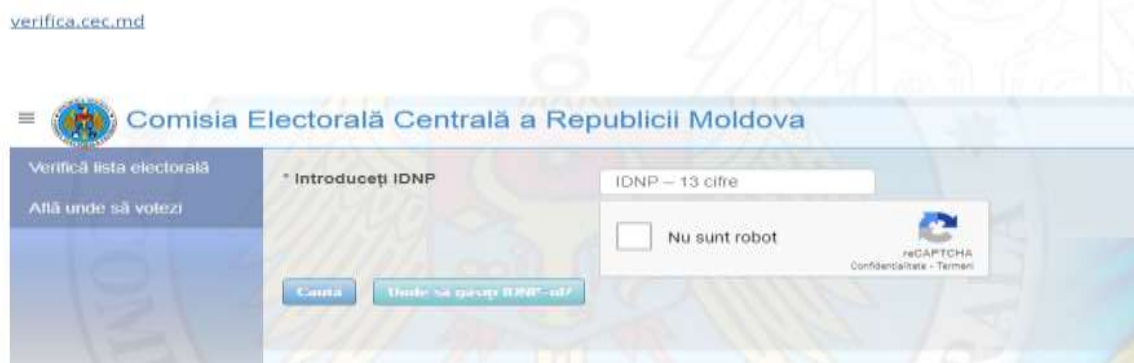 verifica.cec.md
Comisia Electorală Centrală a Republicii Moldova
Verifică lista electorală
Află unde să votezi
* Introduceți IDNP
IDNP – 13 cifre
Nu sunt robot
reCAPTCHA
Confidențialitate - Termeni
Caută
Unde să găsiți IDNP-ul?